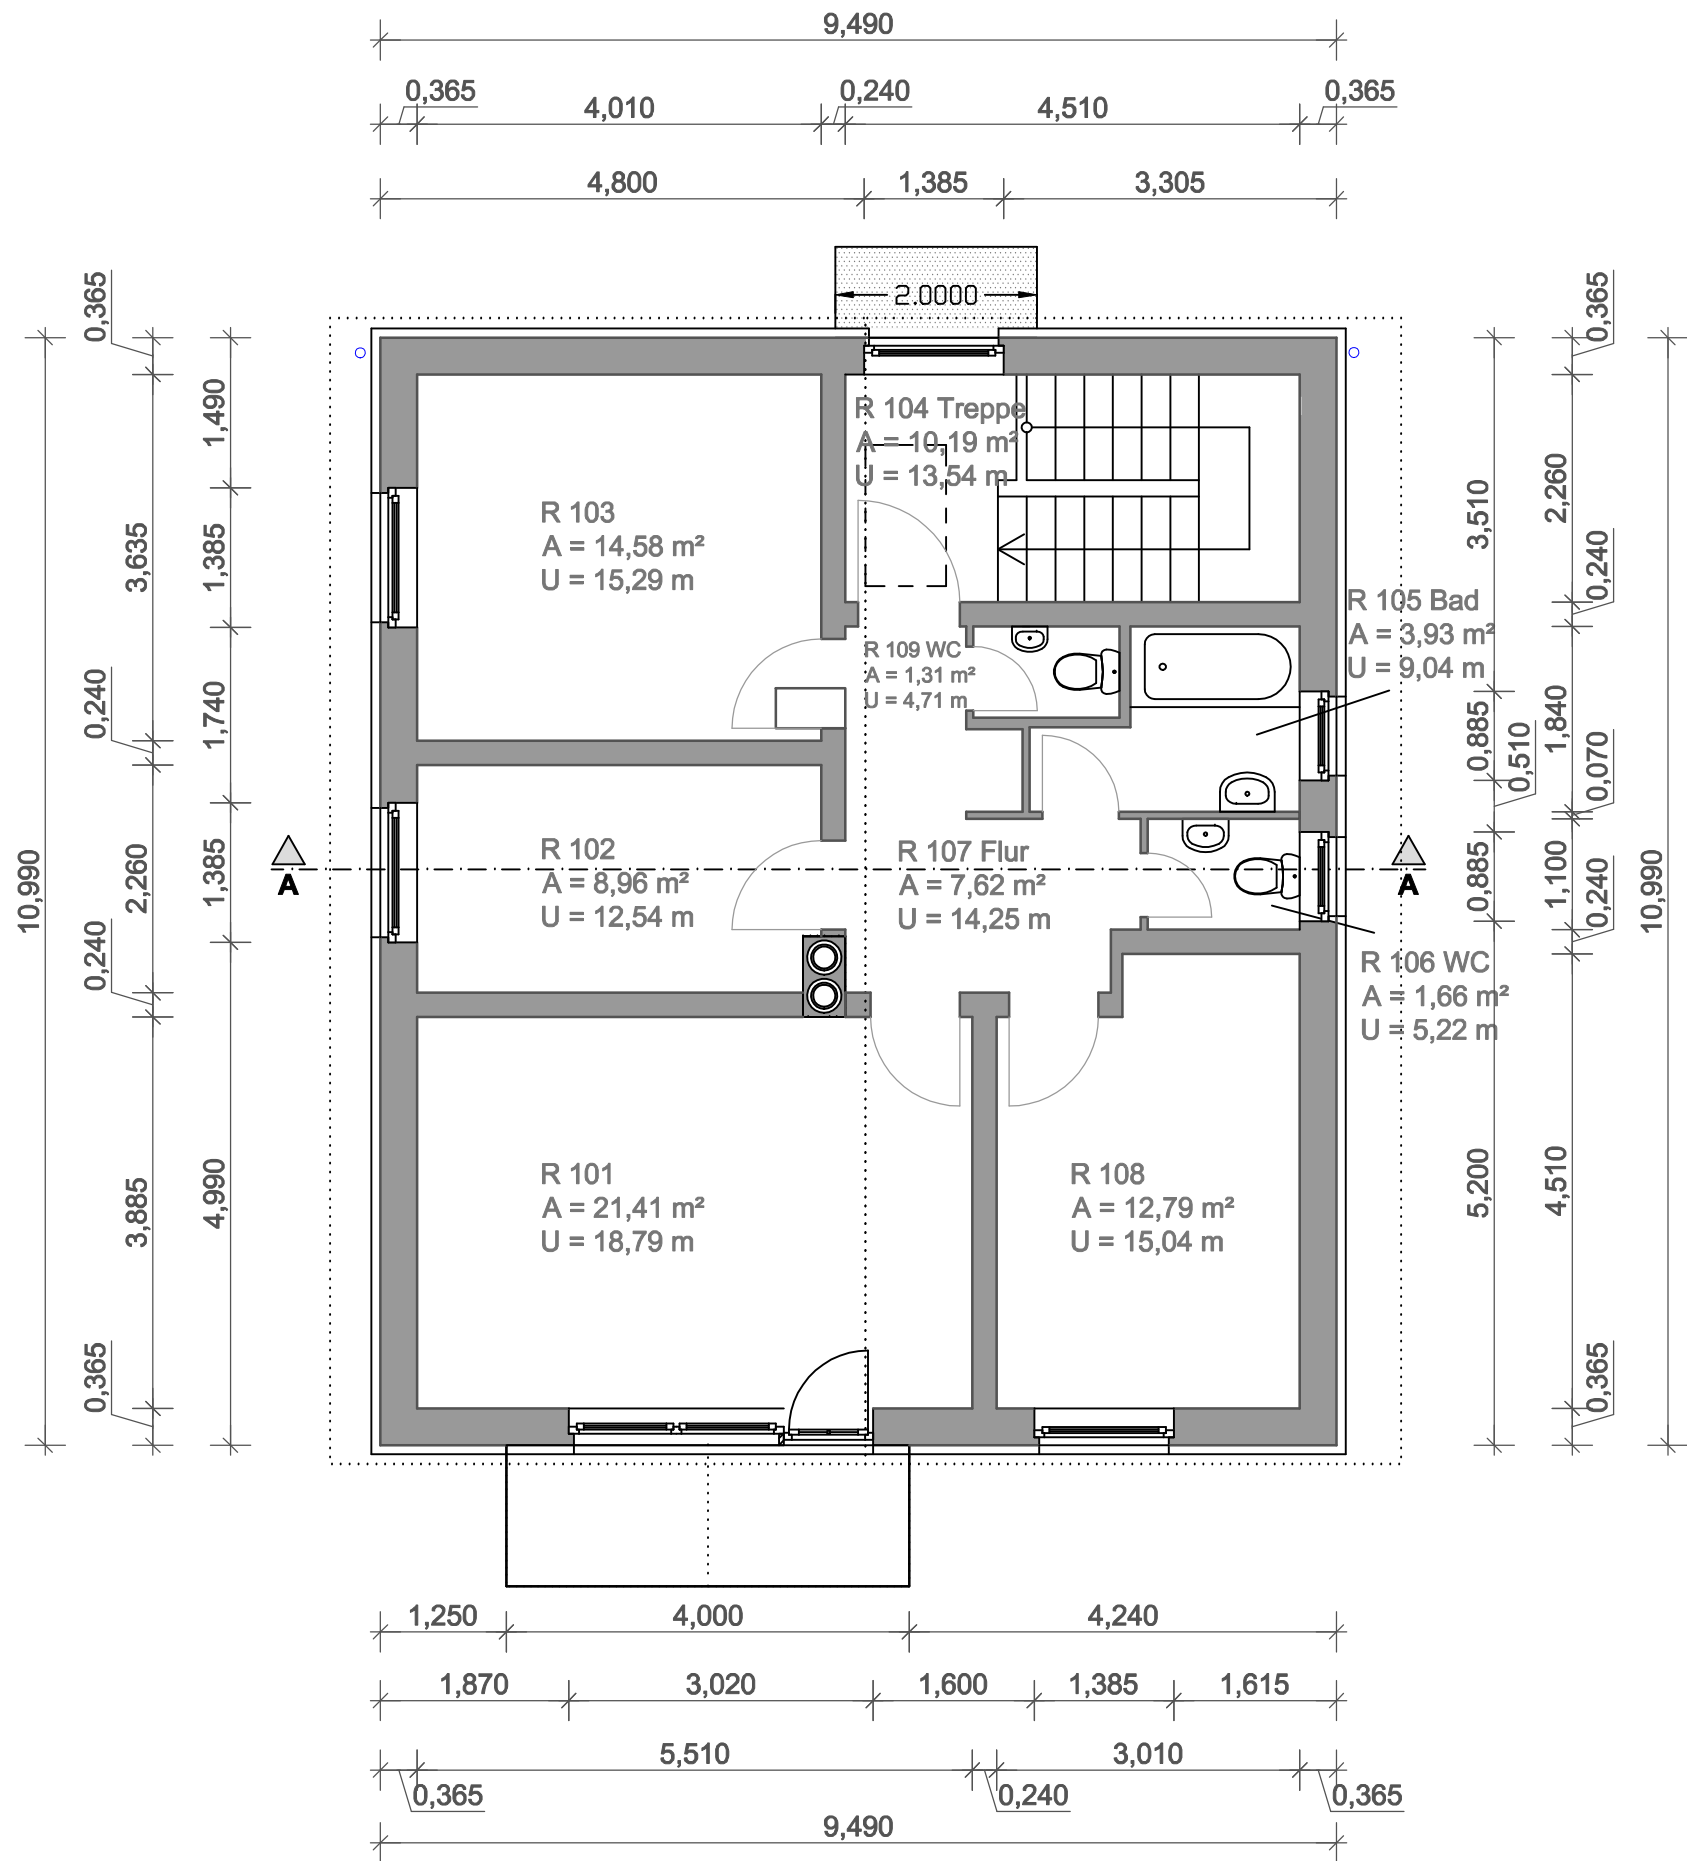 9,490
0,365
4,010
0,240
4,510
0,365
4,800
1,385
3,305
2.0000
10,990
0,365
3,635
0,240
2,260
0,240
3,885
0,365
1,490
1,385
1,740
1,385
4,990
R 103
A = 14,58 m²
U = 15,29 m
R 104 Treppe
A = 10,19 m²
U = 13,54 m
R 109 WC
A = 1,31 m²
U = 4,71 m
R 105 Bad
A = 3,93 m²
U = 9,04 m
R 102
A = 8,96 m²
U = 12,54 m
R 107 Flur
A = 7,62 m²
U = 14,25 m
A
A
R 106 WC
A = 1,66 m²
U = 5,22 m
R 101
A = 21,41 m²
U = 18,79 m
R 108
A = 12,79 m²
U = 15,04 m
3,510
0,885
0,510
0,885
5,200
0,365
2,260
0,240
1,840
0,070
1,100
0,240
4,510
0,365
10,990
1,250
4,000
4,240
1,870
3,020
1,600
1,385
1,615
5,510
3,010
0,365
0,240
0,365
9,490